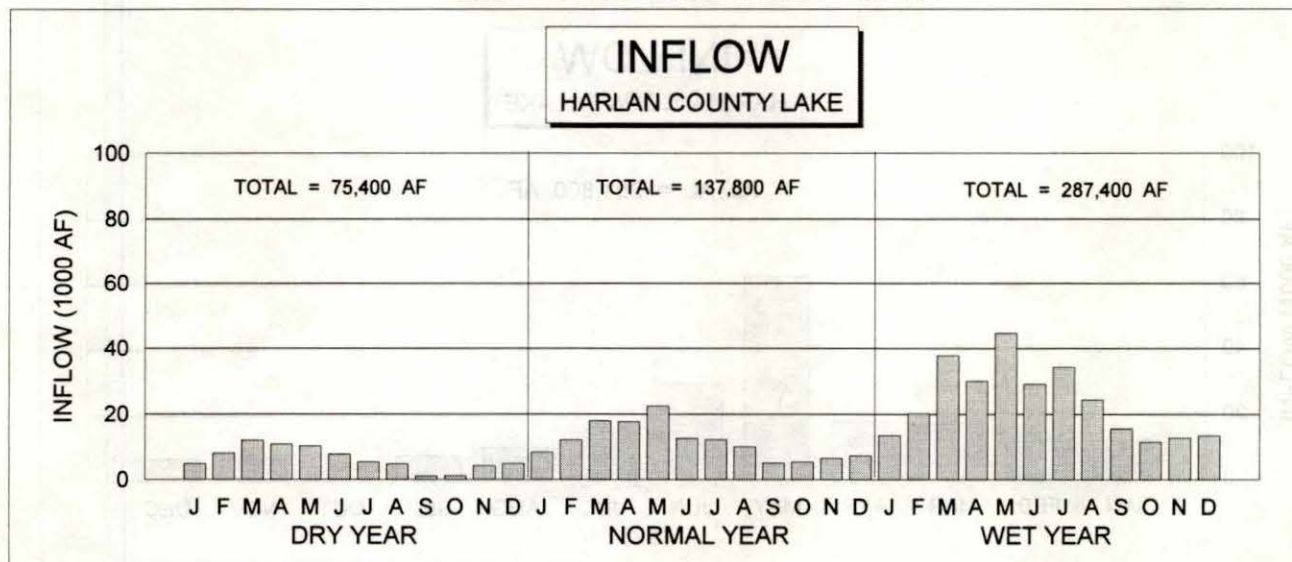 INFLOW
HARLAN COUNTY LAKE
100
TOTAL = 75,400 AF
TOTAL = 137,800 AF
TOTAL = 287,400 AF
80
60
40
20
0
INFLOW (1000 AF)
J F M A M J J A S O N D J F M A M J J A S O N D J F M A M J J A S O N D
DRY YEAR NORMAL YEAR WET YEAR